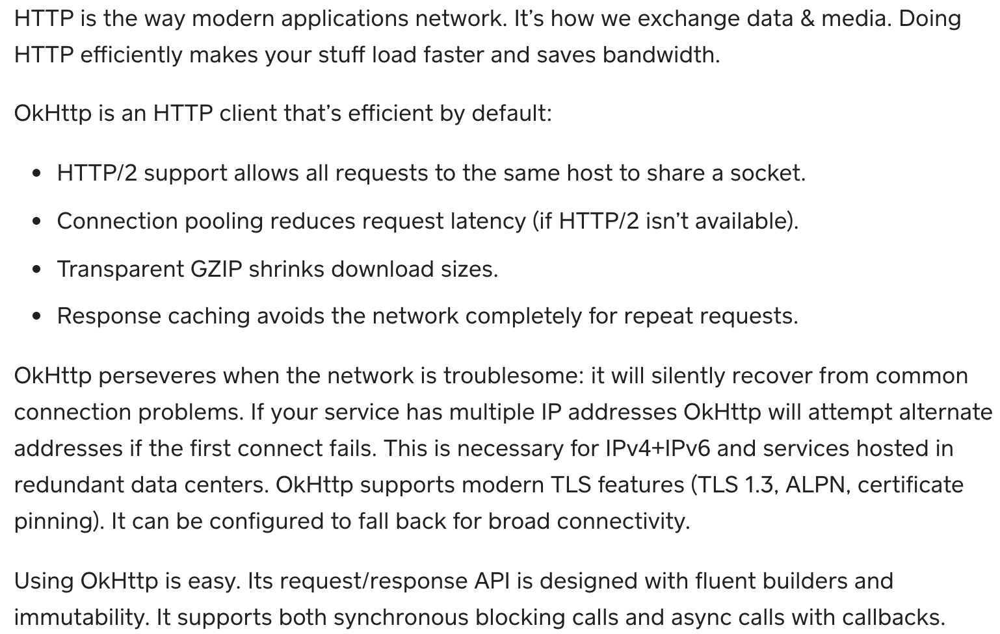 HTTP is the way modern applications network. It’s how we exchange data & media. Doing
HTTP efficiently makes your stuff load faster and saves bandwidth.
OkHttp is an HTTP client that’s efficient by default:
• HTTP/2 support allows all requests to the same host to share a socket.
• Connection pooling reduces request latency (if HTTP/2 isn’t available).
• Transparent GZIP shrinks download sizes.
• Response caching avoids the network completely for repeat requests.
OkHttp perseveres when the network is troublesome: it will silently recover from common
connection problems. If your service has multiple IP addresses OkHttp will attempt alternate
addresses if the first connect fails. This is necessary for IPv4+IPv6 and services hosted in
redundant data centers. OkHttp supports modern TLS features (TLS 1.3, ALPN, certificate
pinning). It can be configured to fall back for broad connectivity.
Using OkHttp is easy. Its request/response API is designed with fluent builders and
immutability. It supports both synchronous blocking calls and async calls with callbacks.